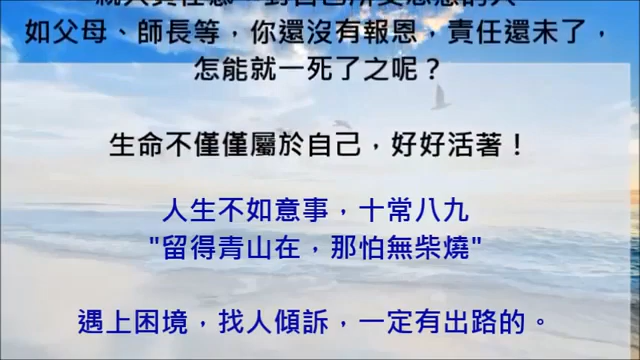 如父母、師長等，你還沒有報恩，責任還未了，
怎能就一死了之呢？
生命不僅僅屬於自己，好好活著！
人生不如意事，十常八九
"留得青山在，那怕無柴燒"
遇上困境，找人傾訴，一定有出路的。